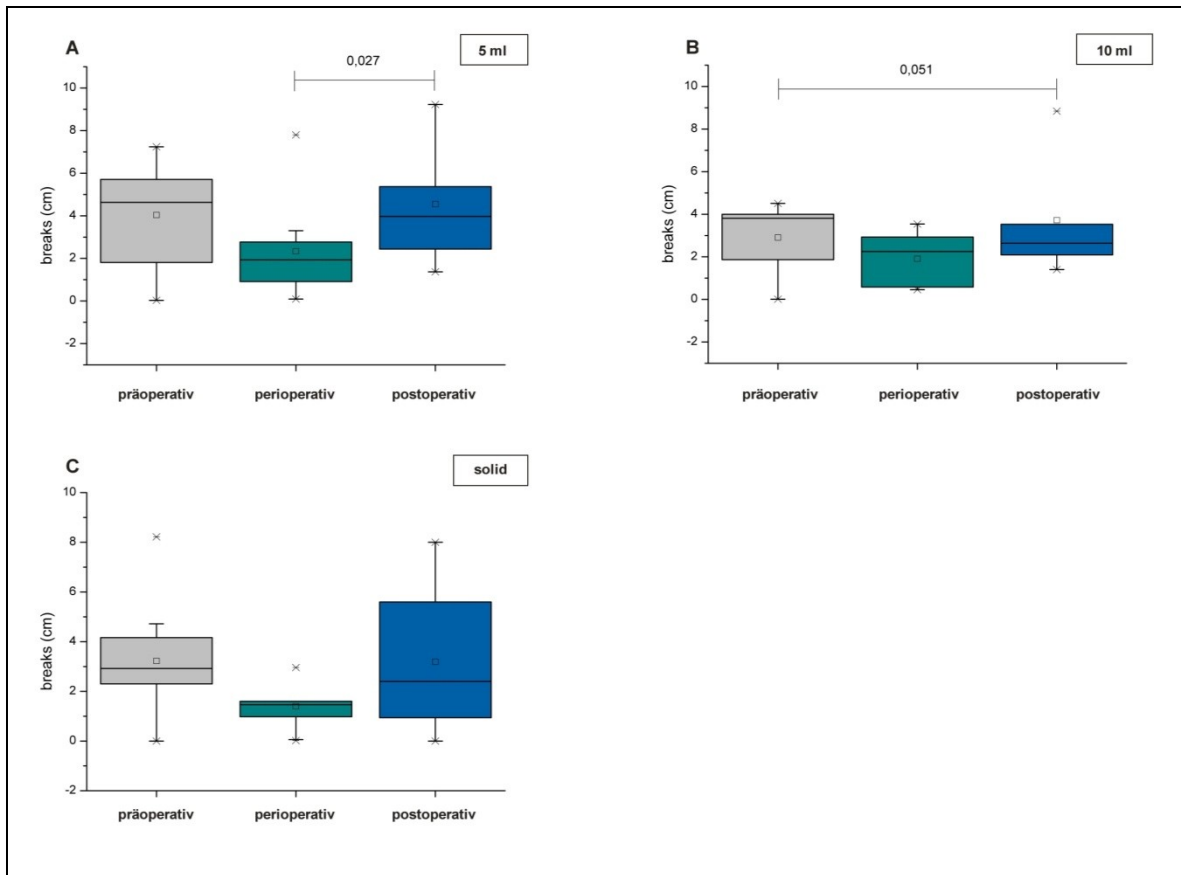 A
5 ml
0,027
10
8
6
4
2
0
-2
breaks (cm)
präoperativ perioperativ postoperativ
B
10 ml
0,051
10
8
6
4
2
0
-2
breaks (cm)
präoperativ perioperativ postoperativ
C
solid
10
8
6
4
2
0
-2
breaks (cm)
präoperativ perioperativ postoperativ